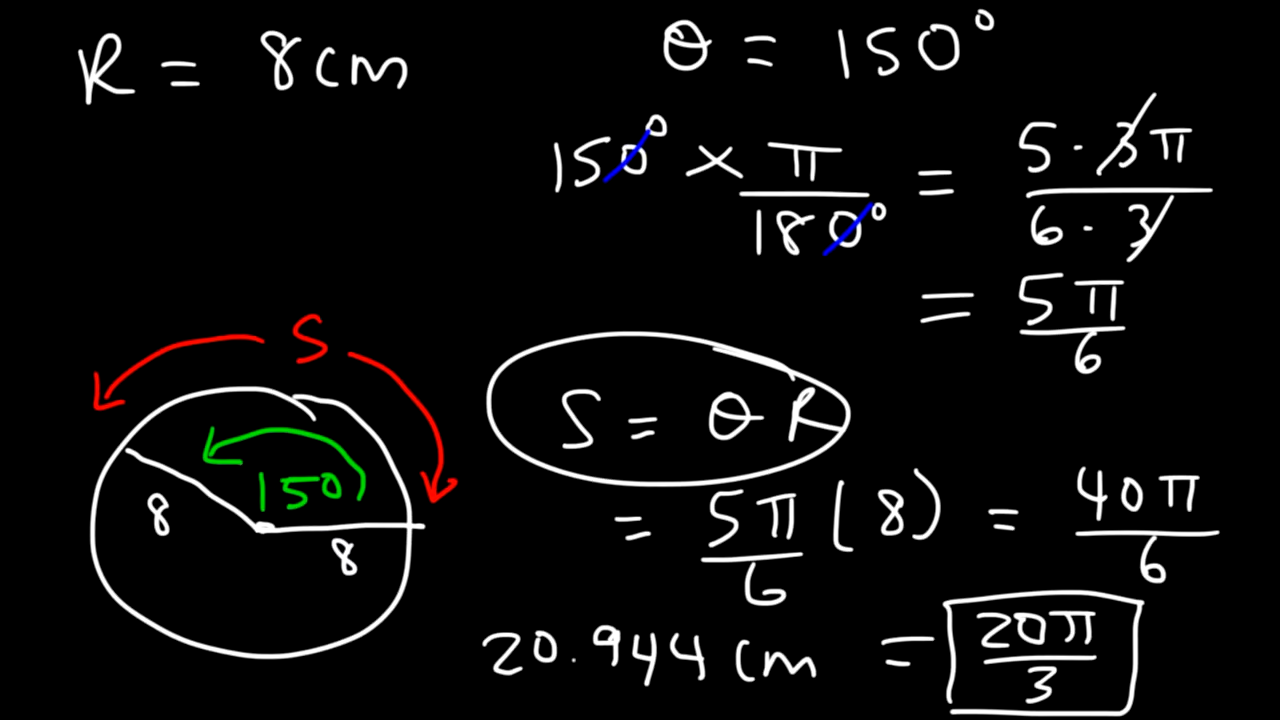 R = 8cm
θ = 150°
150° × π/180° = 5·3π/6·3
= 5π/6
S
150
8
8
S = θR
= 5π/6 (8) = 40π/6
20.944 cm = 20π/3